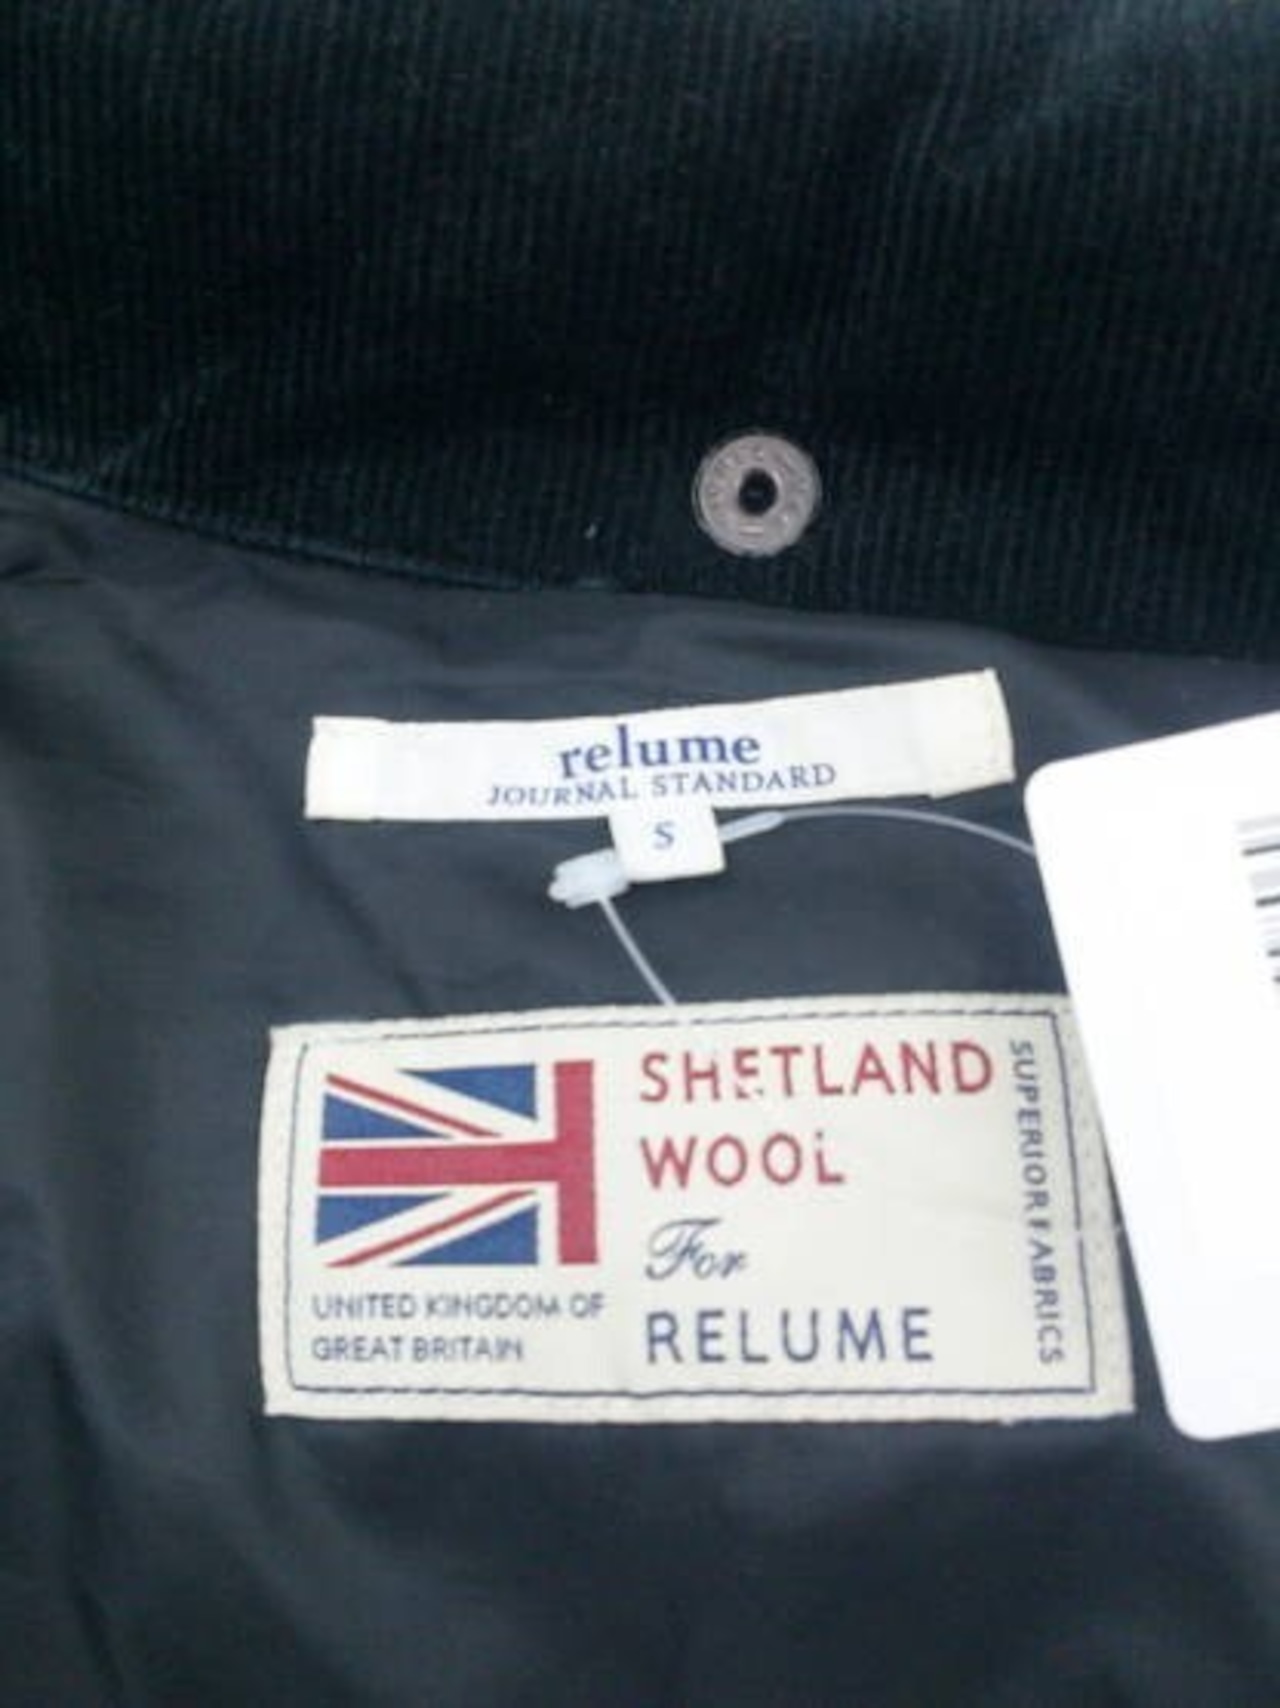 relume
JOURNAL STANDARD
S
SHETLAND
WOOL
For
RELUME
UNITED KINGDOM OF
GREAT BRITAIN
SUPERIOR FABRICS